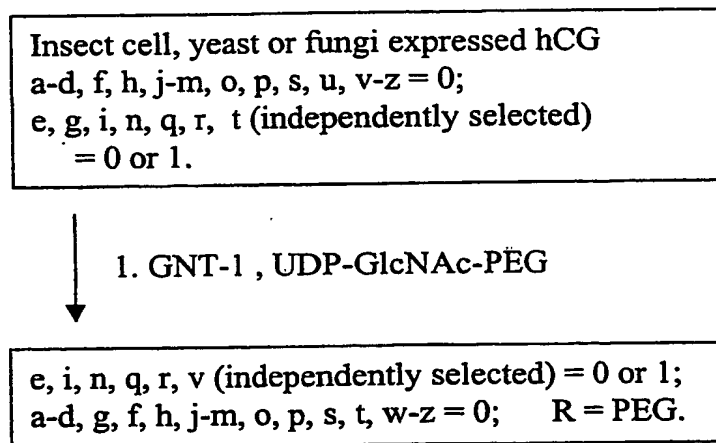 Insect cell, yeast or fungi expressed hCG
a-d, f, h, j-m, o, p, s, u, v-z = 0;
e, g, i, n, q, r, t (independently selected)
= 0 or 1.
1. GNT-1 , UDP-GlcNAc-PEG
e, i, n, q, r, v (independently selected) = 0 or 1;
a-d, g, f, h, j-m, o, p, s, t, w-z = 0; R = PEG.